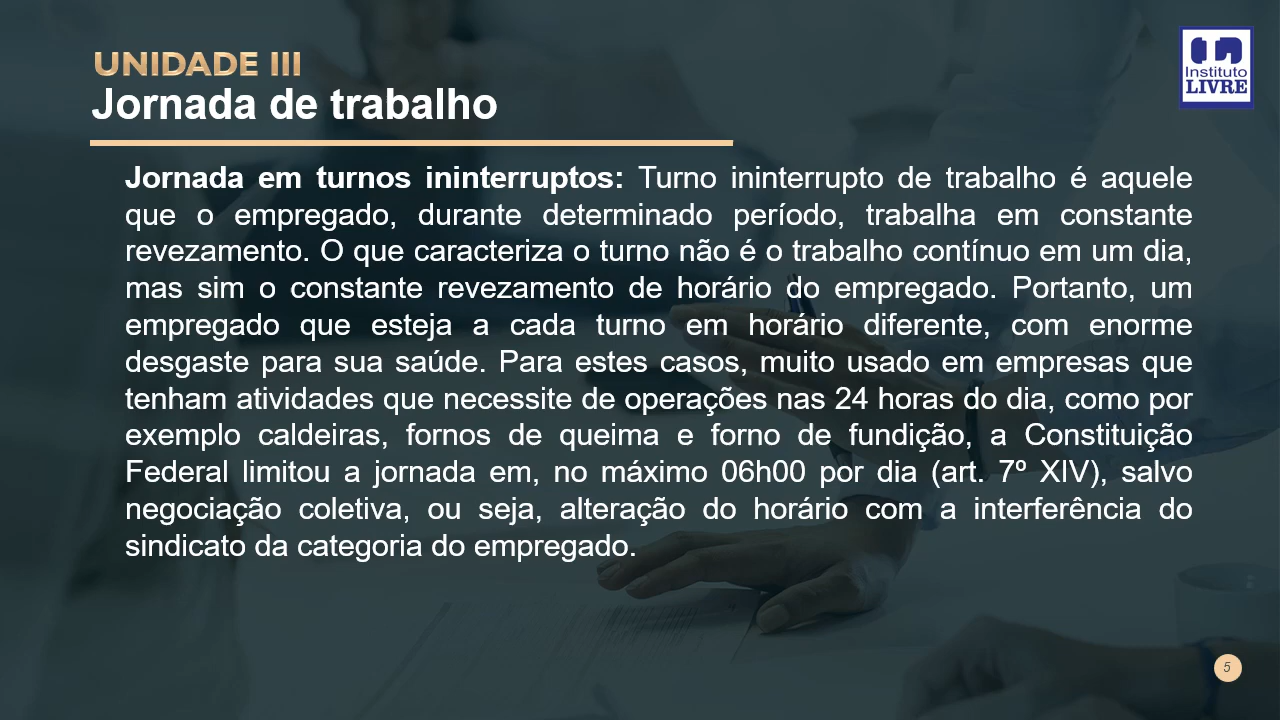 UNIDADE III
Jornada de trabalho
Instituto
LIVRE
Jornada em turnos ininterruptos: Turno ininterrupto de trabalho é aquele
que o empregado, durante determinado período, trabalha em constante
revezamento. O que caracteriza o turno não é o trabalho contínuo em um dia,
mas sim o constante revezamento de horário do empregado. Portanto, um
empregado que esteja a cada turno em horário diferente, com enorme
desgaste para sua saúde. Para estes casos, muito usado em empresas que
tenham atividades que necessite de operações nas 24 horas do dia, como por
exemplo caldeiras, fornos de queima e forno de fundição, a Constituição
Federal limitou a jornada em, no máximo 06h00 por dia (art. 7º XIV), salvo
negociação coletiva, ou seja, alteração do horário com a interferência do
sindicato da categoria do empregado.
5